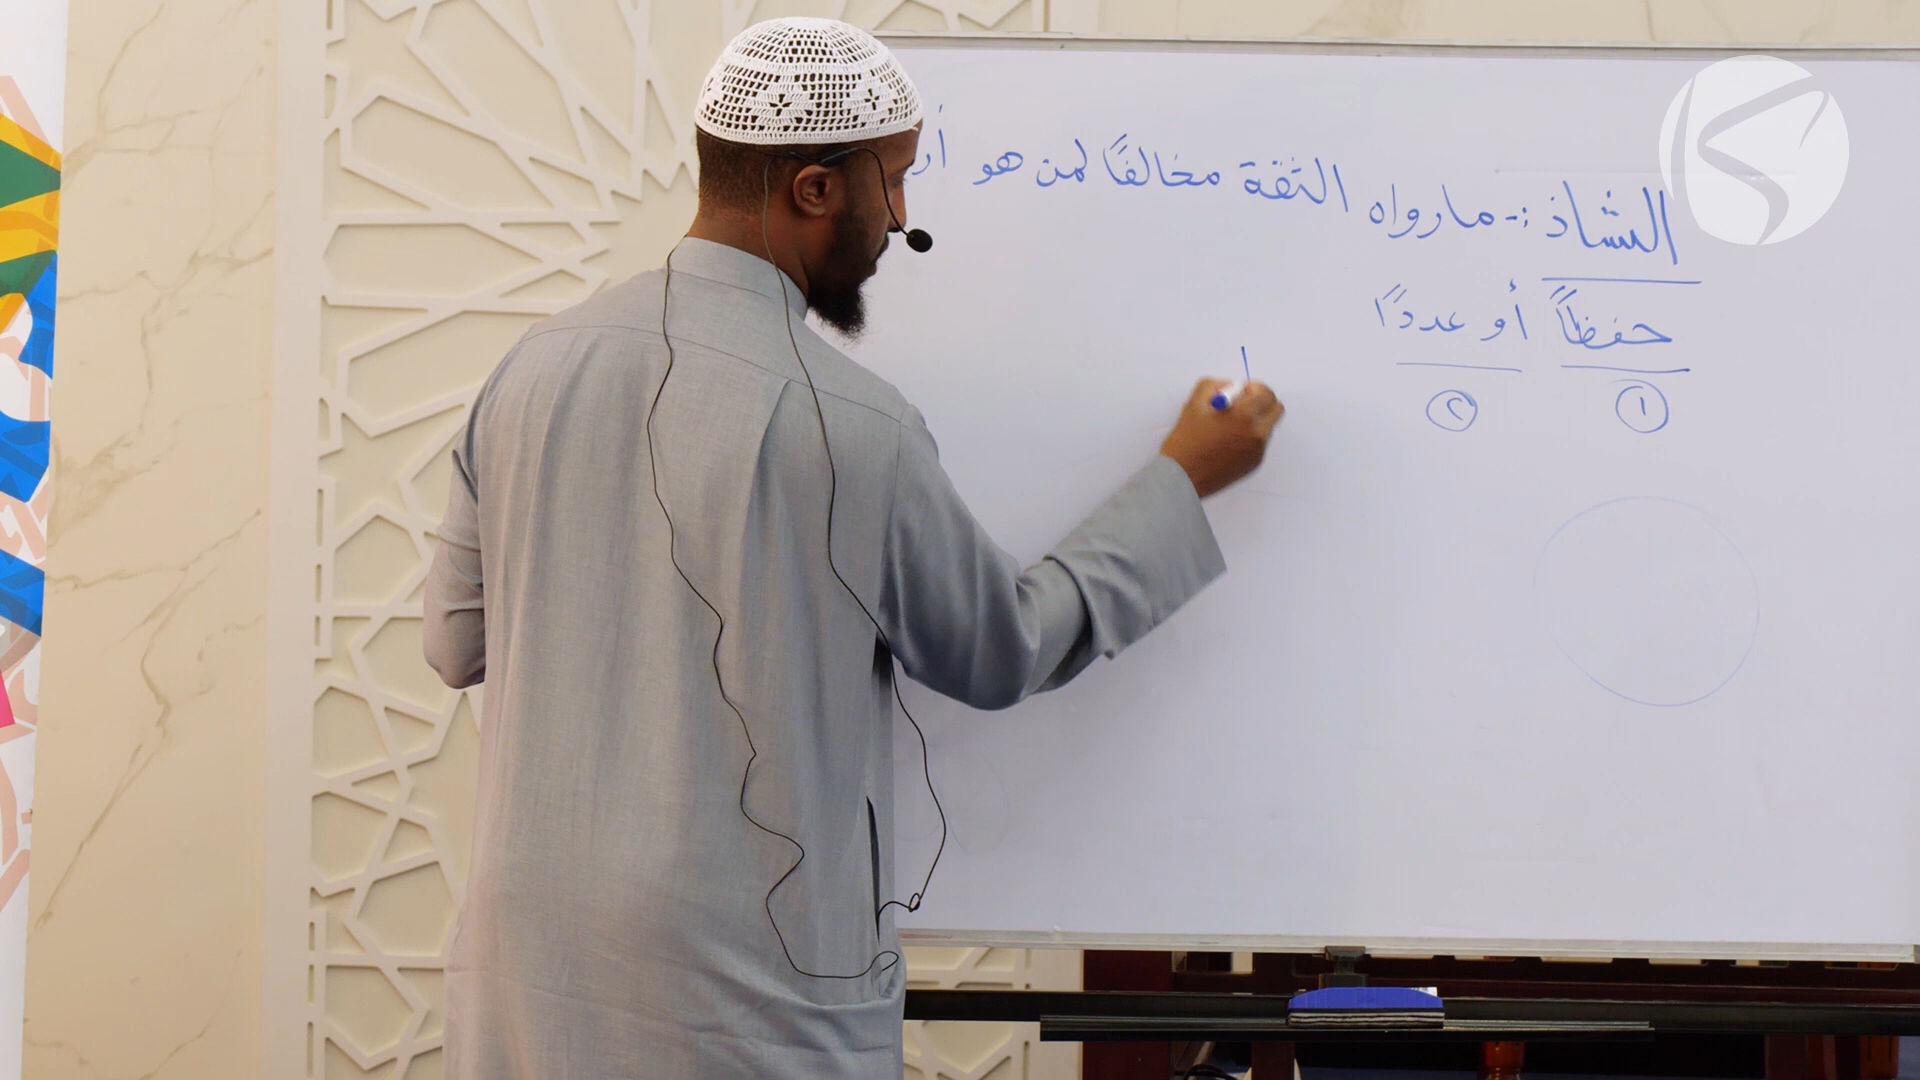 الشاذ :- ما رواه الثقة مخالفًا لمن هو
حفظًا أو عددًا
١ ٢